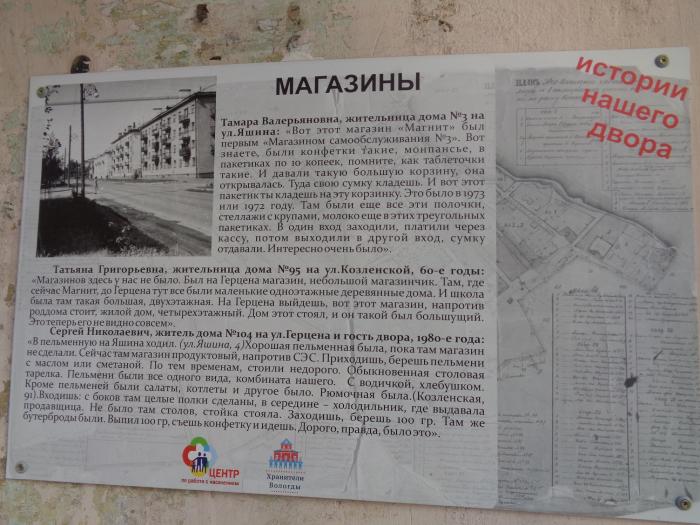 МАГАЗИНЫ
истории
нашего
двора
Тамара Валерьяновна, жительница дома №3 на
ул.Яшина: «Вот этот магазин «Магнит» был
первым «Магазином самообслуживания №3». Вот
знаете, были конфетки такие, монпансье, в
пакетиках по 10 копеек, помните, как таблеточки
такие. И давали такую большую корзину, она
открывалась. Туда свою сумку кладешь. И вот этот
пакетик ты кладешь на эту корзинку. Это было в 1973
или 1972 году. Там были еще все эти полочки,
стеллажи с крупами, молоко еще в этих треугольных
пакетиках. В один вход заходили, платили через
кассу, потом выходили в другой вход, сумку
отдавали. Интересно очень было».
Татьяна Григорьевна, жительница дома №95 на ул.Козленской, 60-е годы:
«Магазинов здесь у нас не было. Был на Герцена магазин, небольшой магазинчик. Там, где
сейчас Магнит, до Герцена тут все были маленькие одноэтажные деревянные дома. И школа
была там такая большая, двухэтажная. На Герцена выйдешь, вот этот магазин, напротив
роддома стоит, жилой дом, четырехэтажный. Дом этот стоял, и он такой был большущий.
Это теперь его не видно совсем».
Сергей Николаевич, житель дома №104 на ул.Герцена и гость двора, 1980-е года:
«В пельменную на Яшина ходил. (ул.Яшина, 4)Хорошая пельменная была, пока там магазин
не сделали. Сейчас там магазин продуктовый, напротив СЭС. Приходишь, берешь пельмени
с маслом или сметаной. По тем временам, стоили недорого. Обыкновенная столовая
тарелка. Пельмени были все одного вида, комбината нашего. С водичкой, хлебушком.
Кроме пельменей были салаты, котлеты и другое было. Рюмочная была.(Козленская,
91).Входишь: с боков там целые полки сделаны, в середине – холодильник, где выдавала
продавщица. Не было там столов, стойка стояла. Заходишь, берешь 100 гр. Там же
бутерброды были. Выпил 100 гр, съешь конфетку и идешь. Дорого, правда, было это».
ЦЕНТР
по работе с населением
Хранители
Вологды